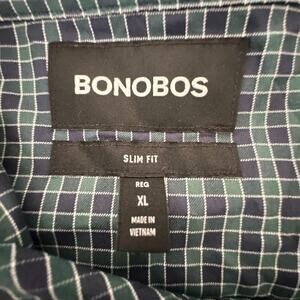 BONOBOS
SLIM FIT
REG
XL
MADE IN
VIETNAM